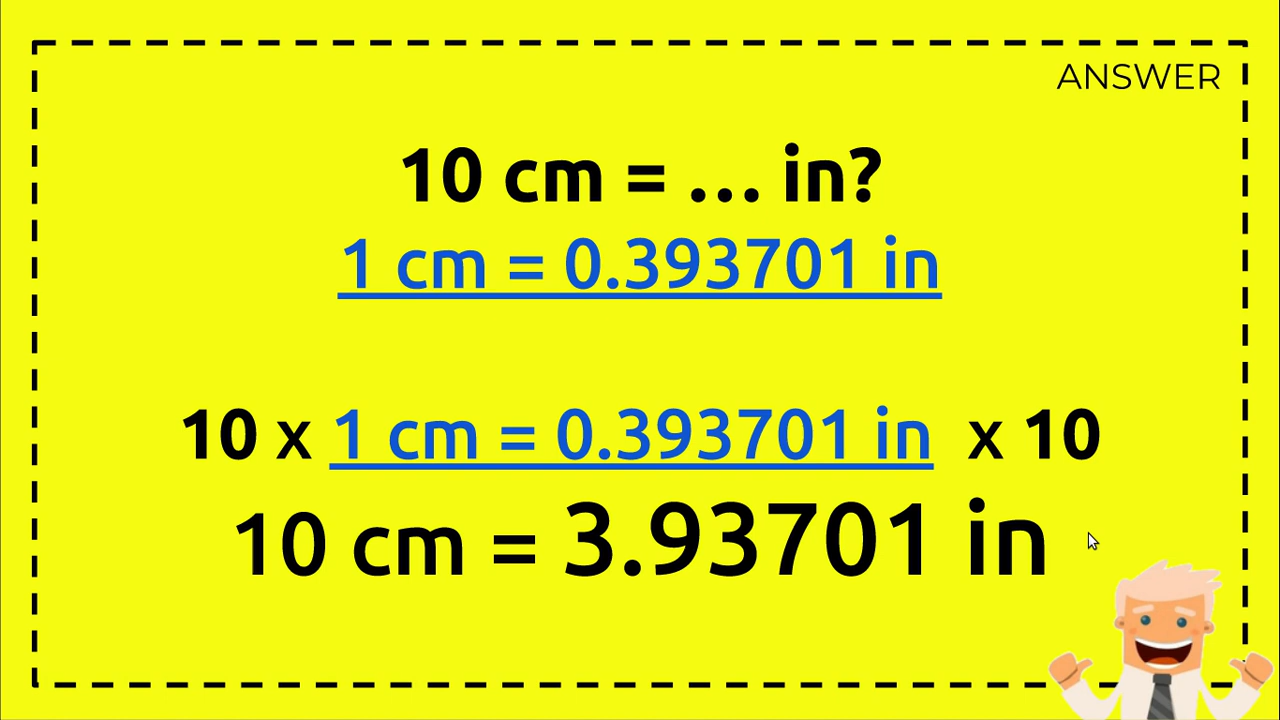 ANSWER
10 cm = ... in?
1 cm = 0.393701 in
10 x 1 cm = 0.393701 in x 10
10 cm = 3.93701 in